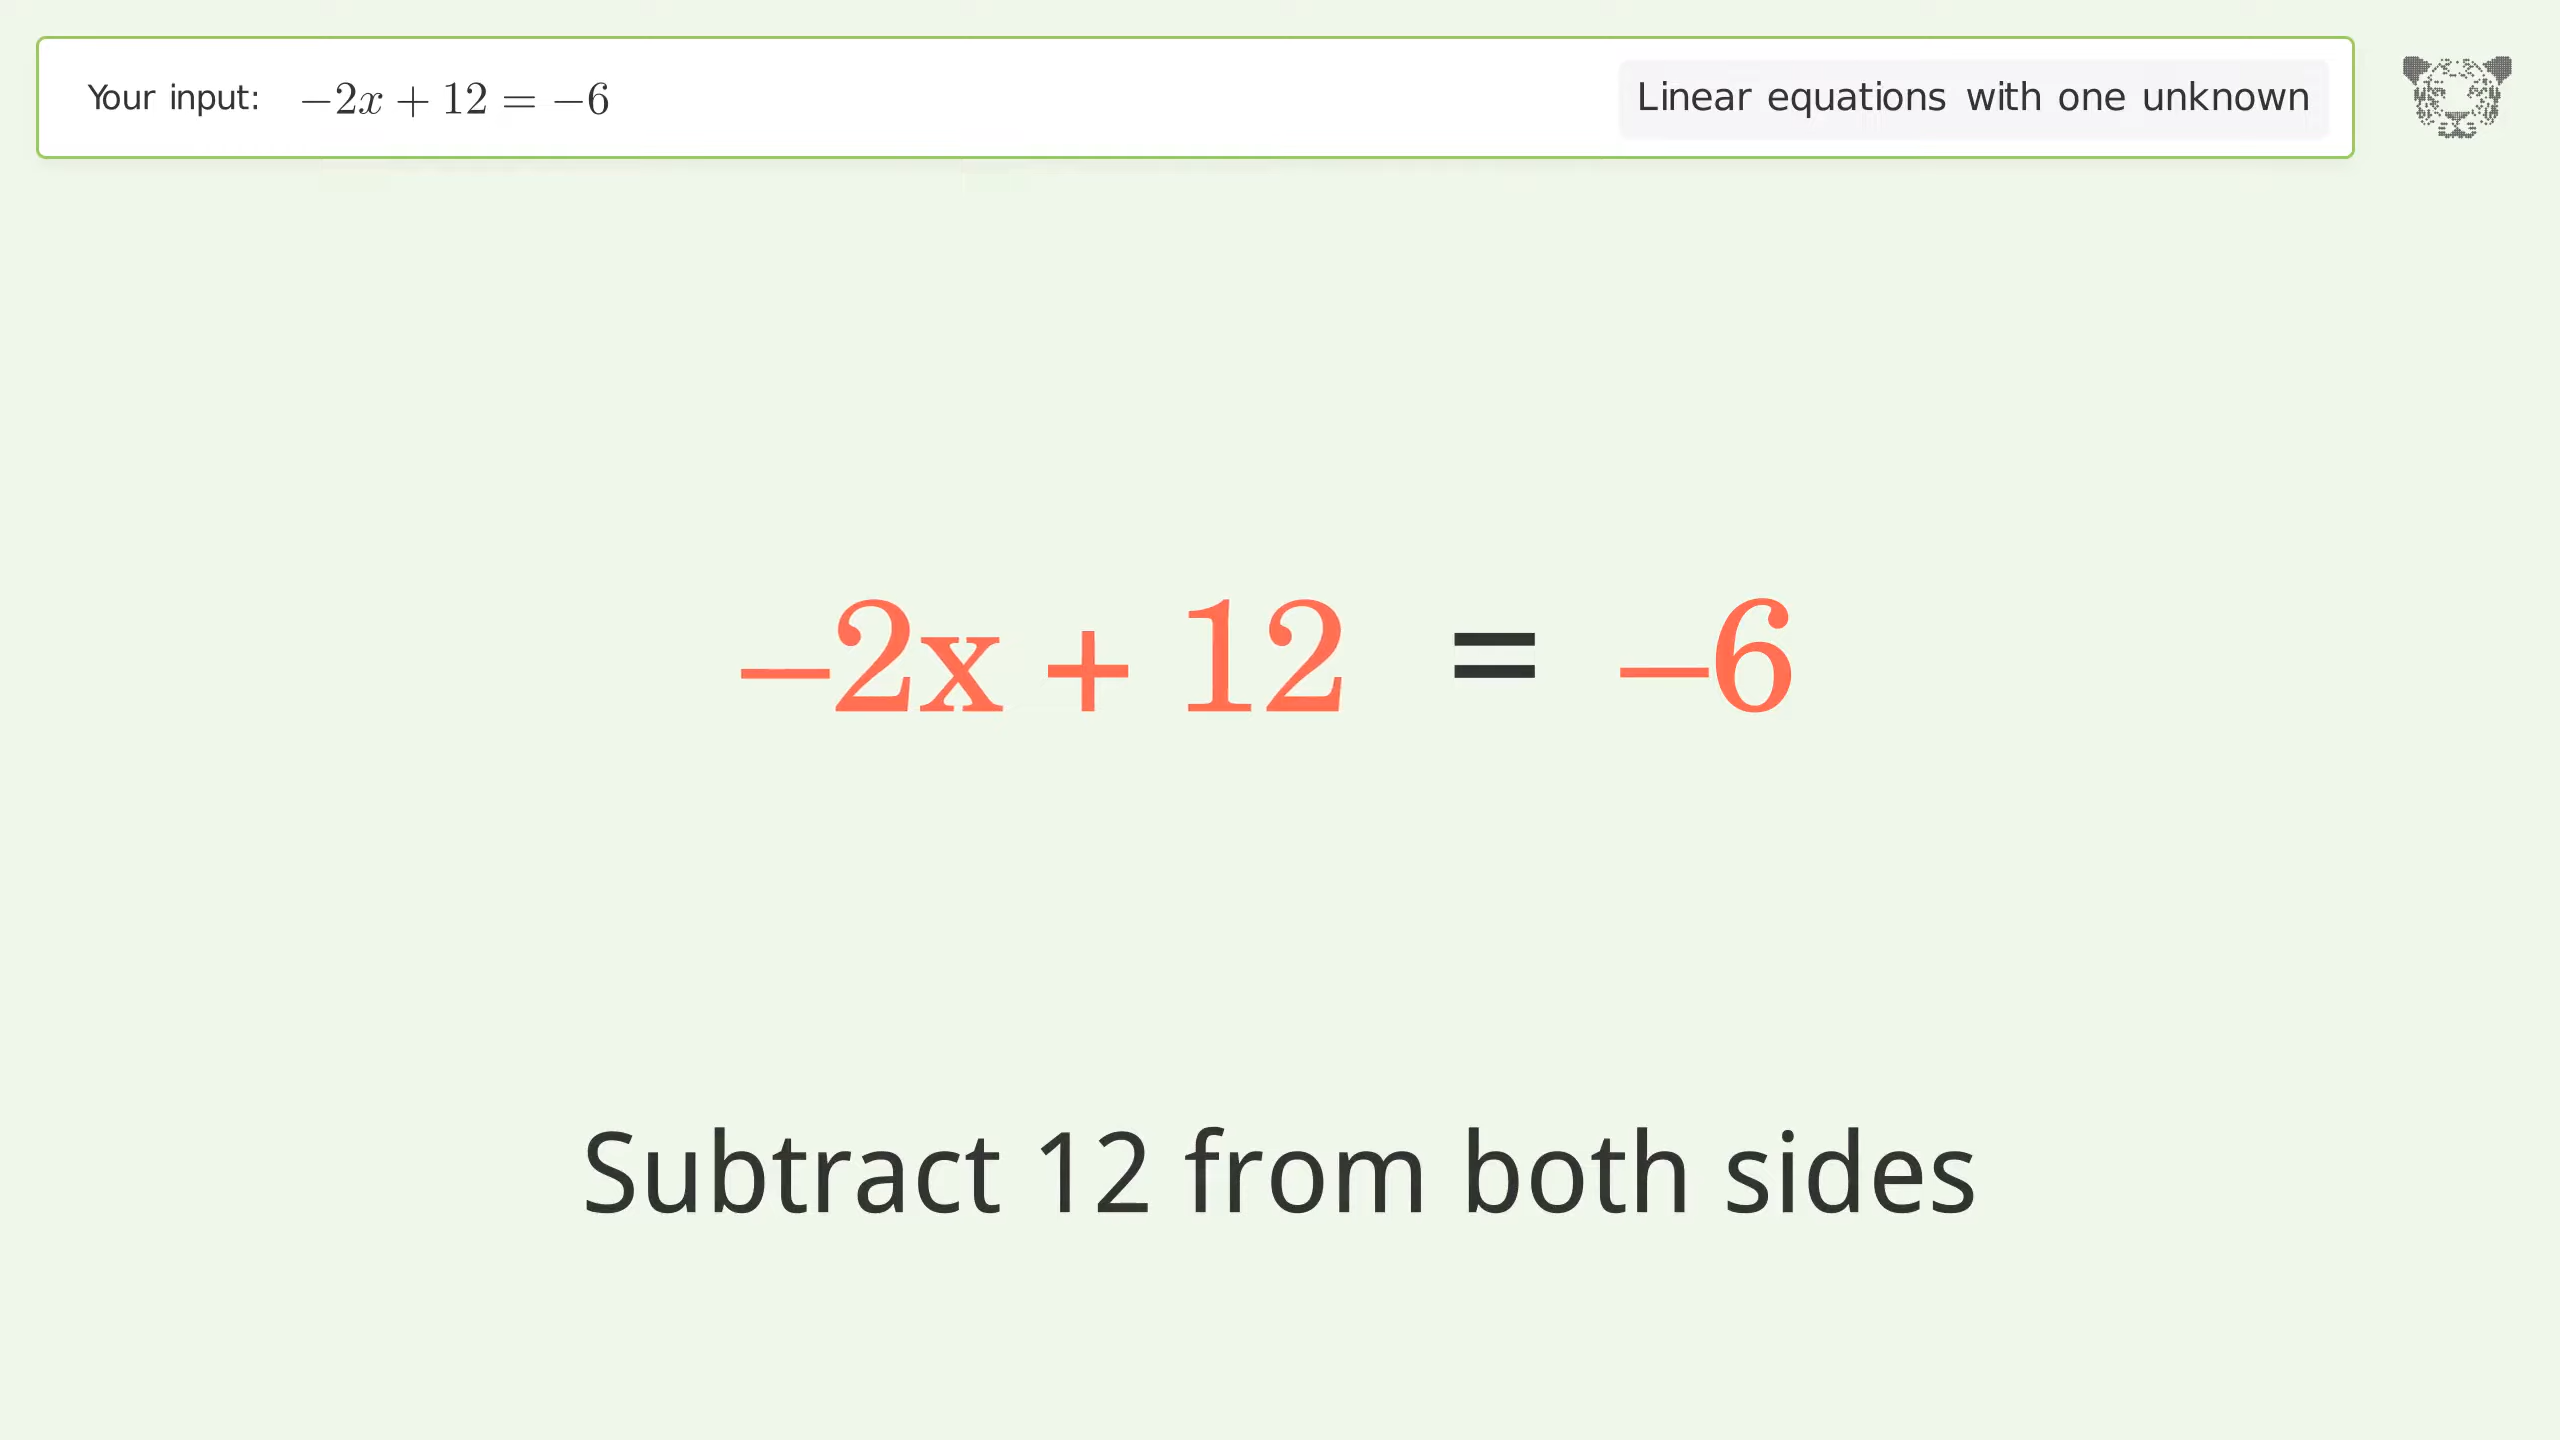 Your input: −2x + 12 = −6
Linear equations with one unknown
−2x + 12 = −6
Subtract 12 from both sides